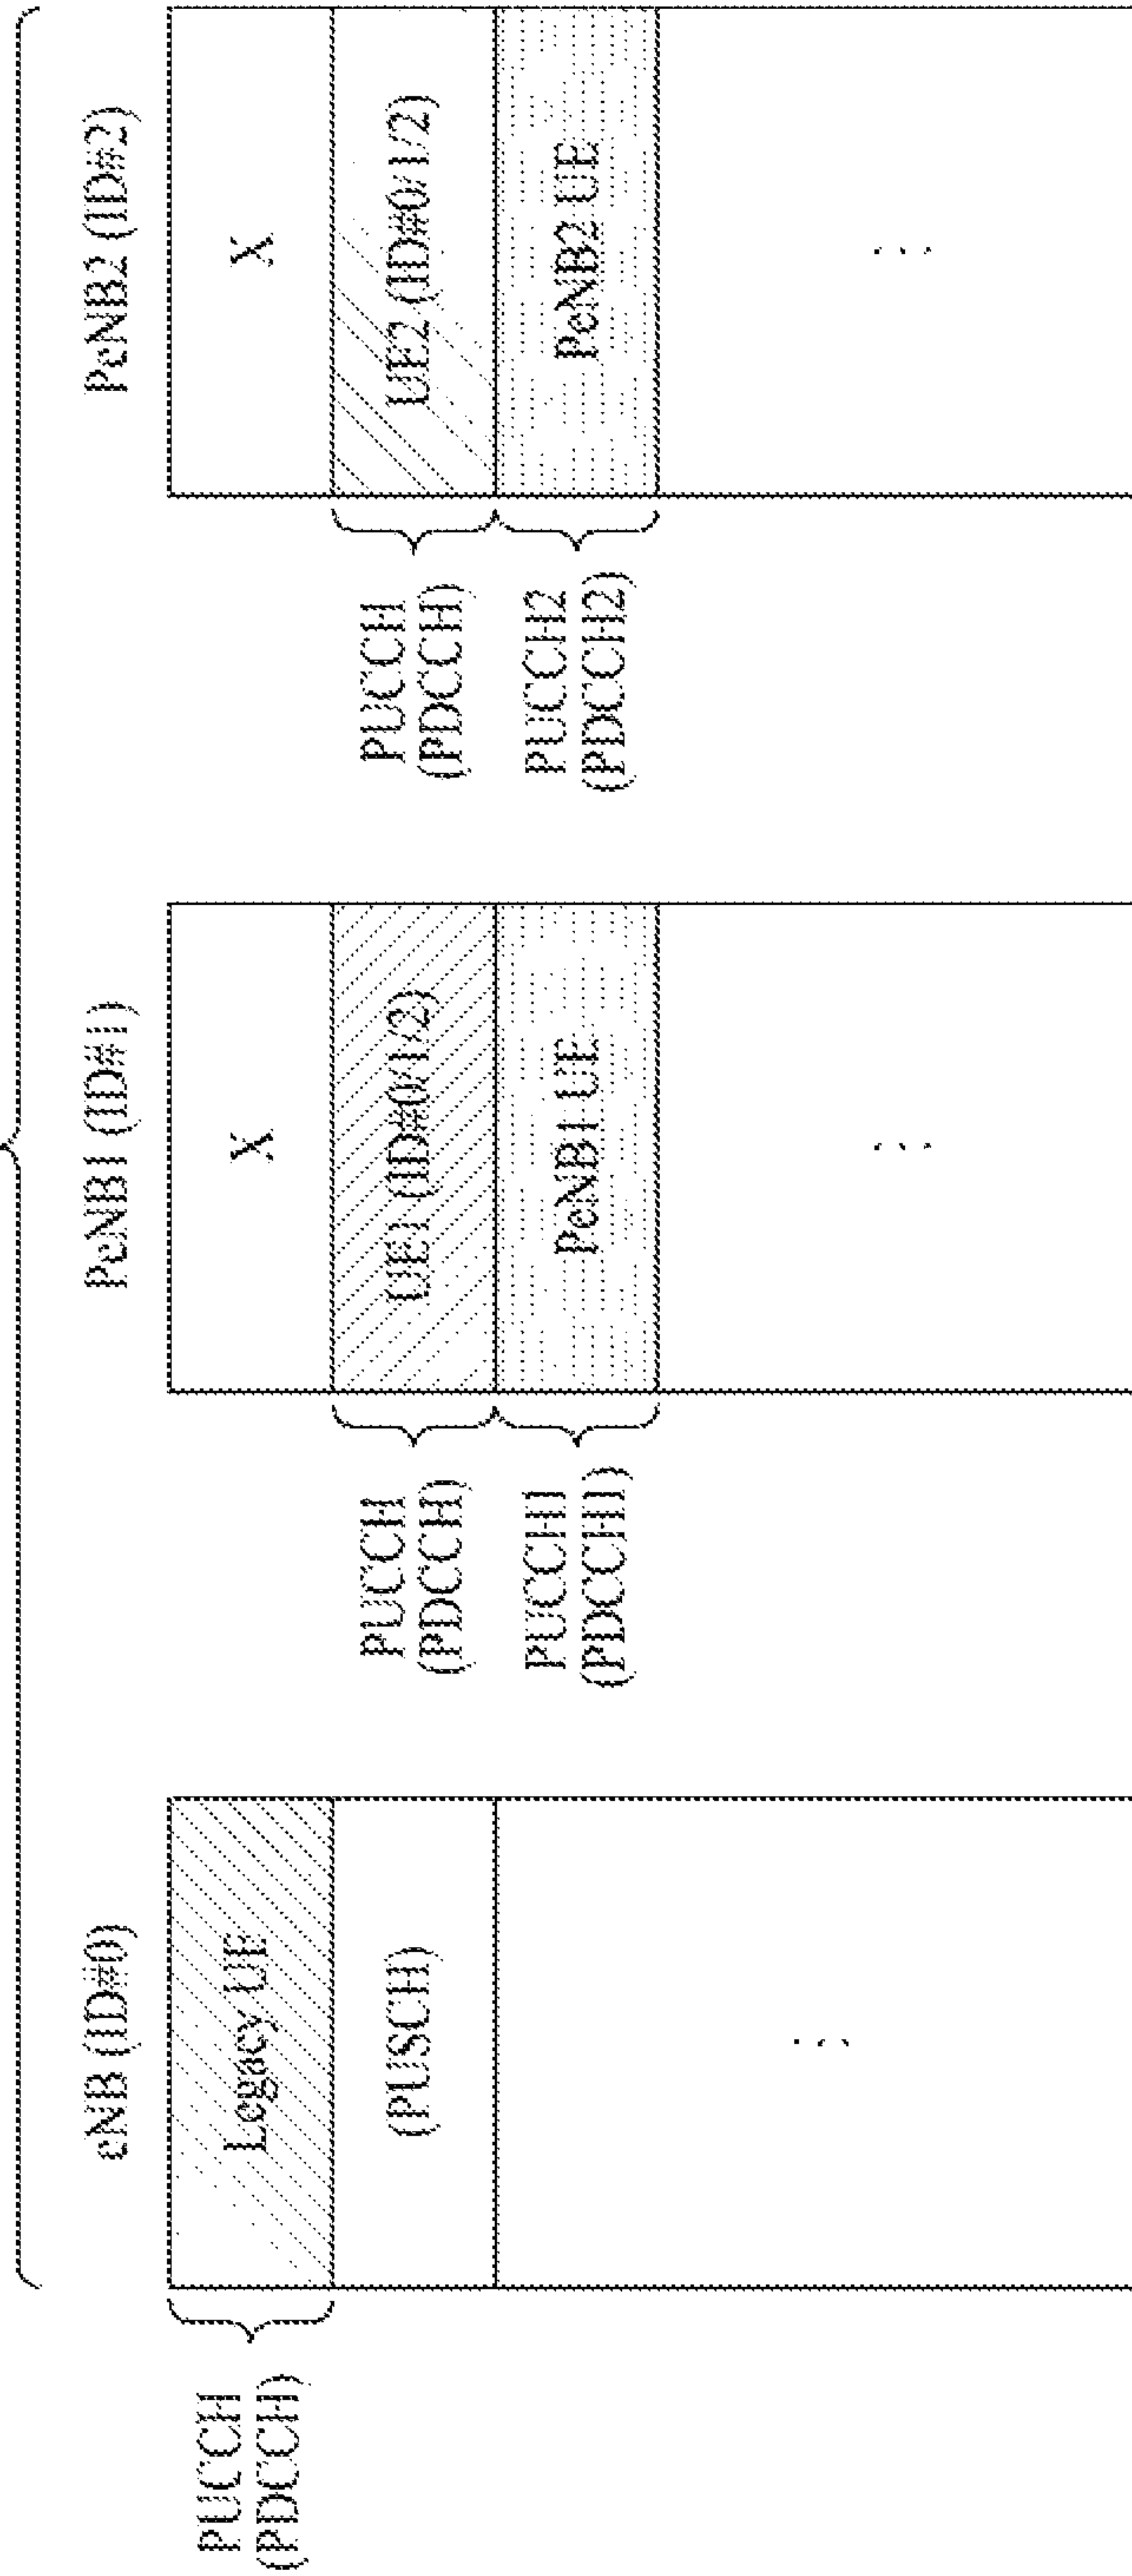 eNB (ID#0)
PUCCH
(PDCCH)
Legacy UE
(PUSCH)
...
PeNB1 (ID#1)
X
PUCCH
(PDCCH)
UE1 (ID#0/1/2)
PUCCH1
(PDCCH1)
PeNB1 UE
...
PeNB2 (ID#2)
X
PUCCH
(PDCCH)
UE2 (ID#0/1/2)
PUCCH2
(PDCCH2)
PeNB2 UE
...